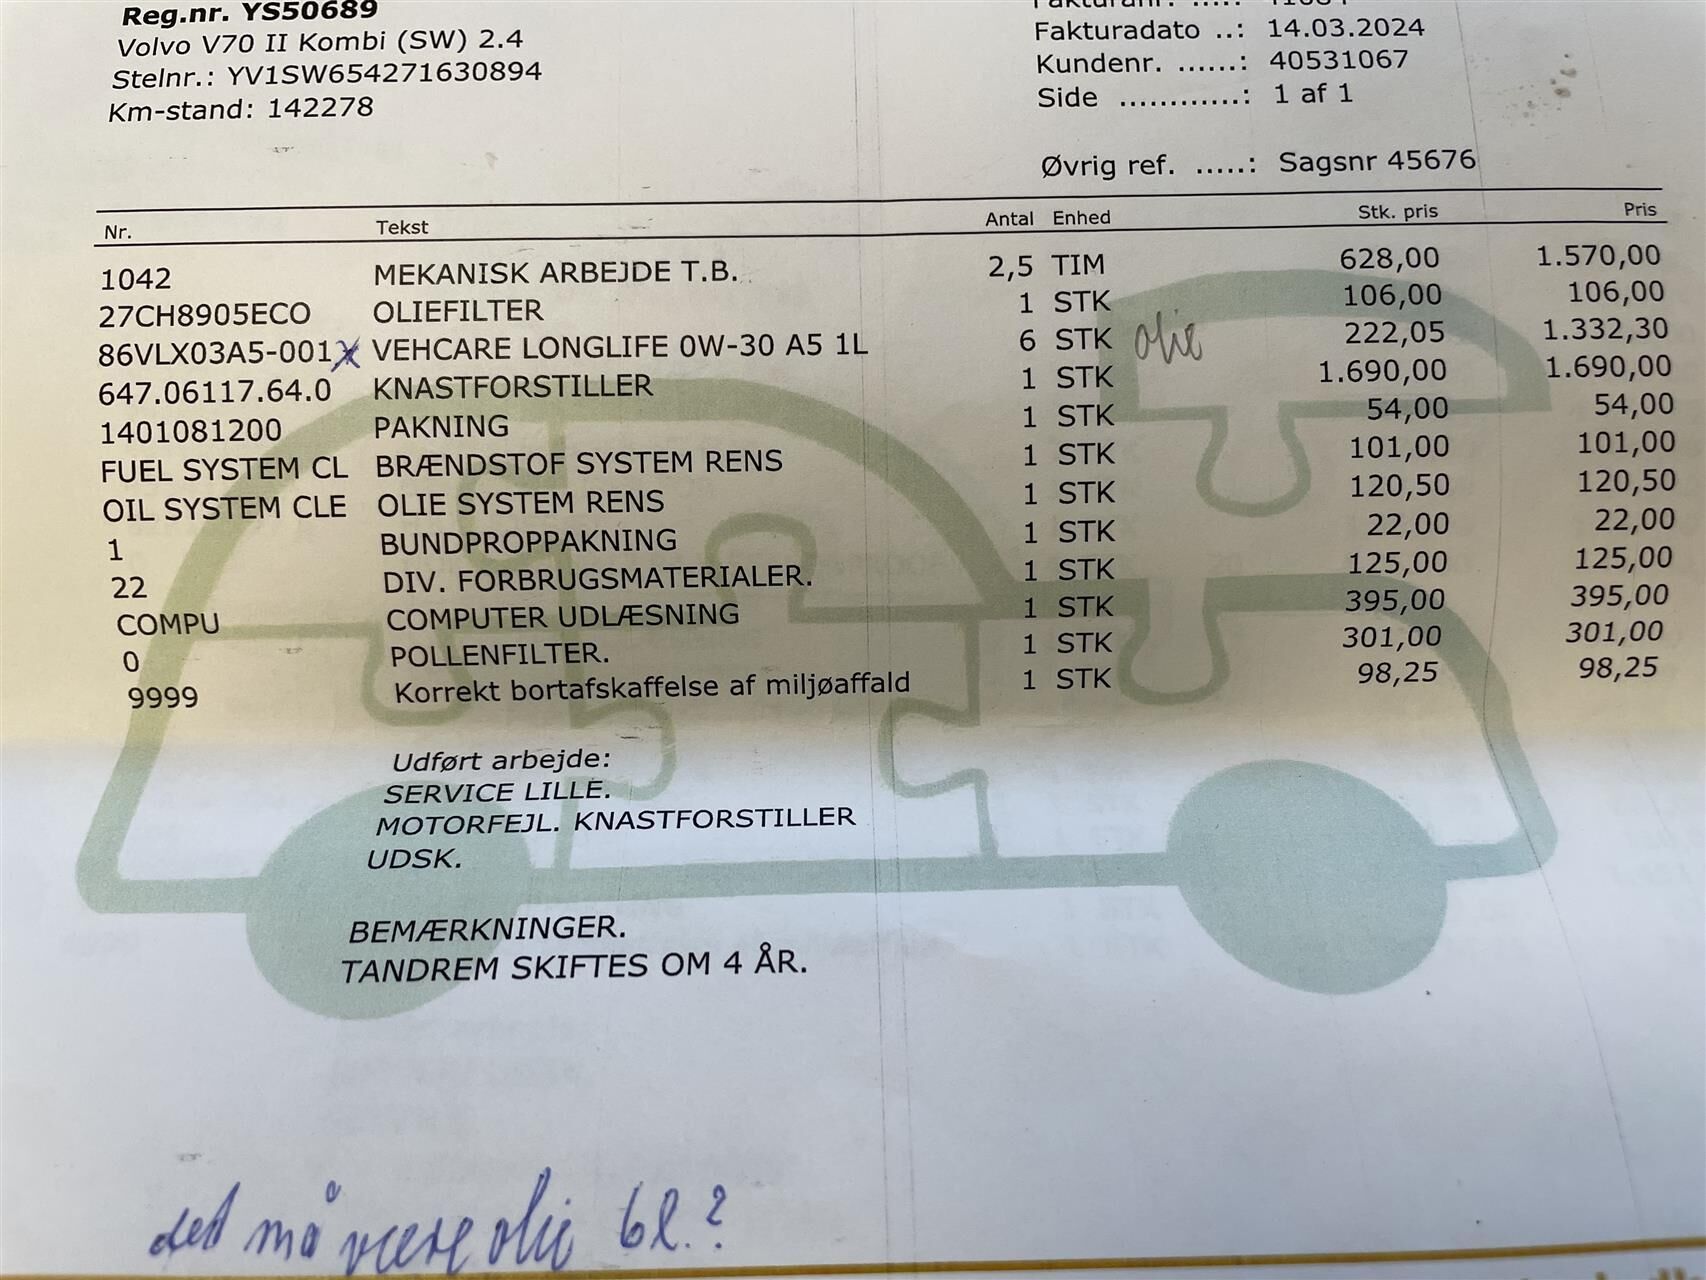 Reg.nr. YS50689
Volvo V70 II Kombi (SW) 2.4
Stelnr.: YV1SW654271630894
Km-stand: 142278
Fakturadato ..: 14.03.2024
Kundenr. ......: 40531067
Side ............: 1 af 1
Øvrig ref. .....: Sagsnr 45676
Nr. Tekst Antal Enhed Stk. pris Pris
1042 MEKANISK ARBEJDE T.B. 2,5 TIM 628,00 1.570,00
27CH8905ECO OLIEFILTER 1 STK 106,00 106,00
86VLX03A5-001 x VEHCARE LONGLIFE 0W-30 A5 1L 6 STK olie 222,05 1.332,30
647.06117.64.0 KNASTFORSTILLER 1 STK 1.690,00 1.690,00
1401081200 PAKNING 1 STK 54,00 54,00
FUEL SYSTEM CL BRÆNDSTOF SYSTEM RENS 1 STK 101,00 101,00
OIL SYSTEM CLE OLIE SYSTEM RENS 1 STK 120,50 120,50
1 BUNDPROPPAKNING 1 STK 22,00 22,00
22 DIV. FORBRUGSMATERIALER. 1 STK 125,00 125,00
COMPU COMPUTER UDLÆSNING 1 STK 395,00 395,00
0 POLLENFILTER. 1 STK 301,00 301,00
9999 Korrekt bortafskaffelse af miljøaffald 1 STK 98,25 98,25
Udført arbejde:
SERVICE LILLE.
MOTORFEJL. KNASTFORSTILLER
UDSK.
BEMÆRKNINGER.
TANDREM SKIFTES OM 4 ÅR.
det må være olie 6l.?